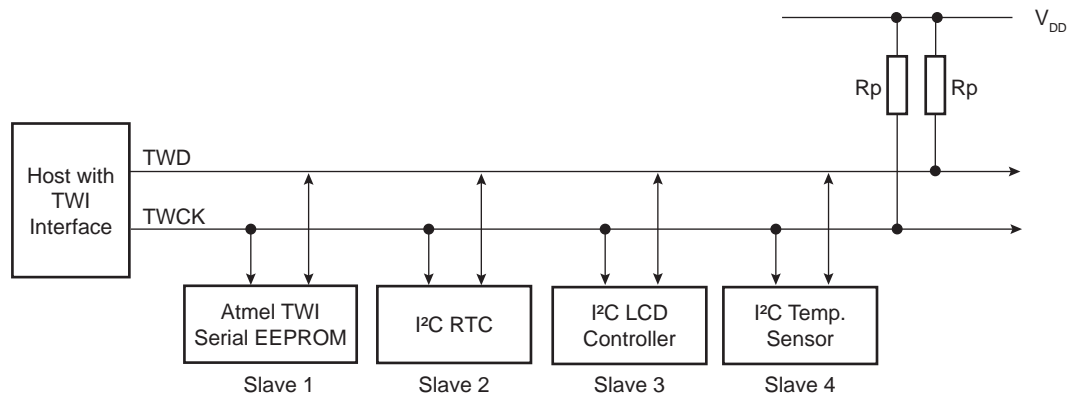 V_DD
Rp Rp
Host with
TWI
Interface
TWD
TWCK
Atmel TWI
Serial EEPROM
Slave 1
I²C RTC
Slave 2
I²C LCD
Controller
Slave 3
I²C Temp.
Sensor
Slave 4